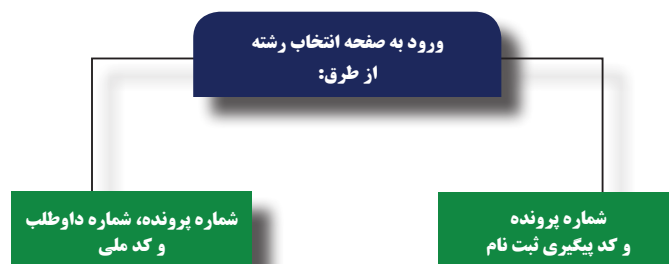 ورود به صفحه انتخاب رشته
از طرق:
شماره پرونده
و کد پیگیری ثبت نام
شماره پرونده، شماره داوطلب
و کد ملی